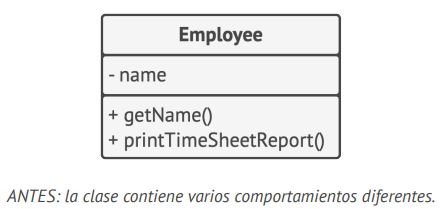 Employee
- name
+ getName()
+ printTimeSheetReport()
ANTES: la clase contiene varios comportamientos diferentes.